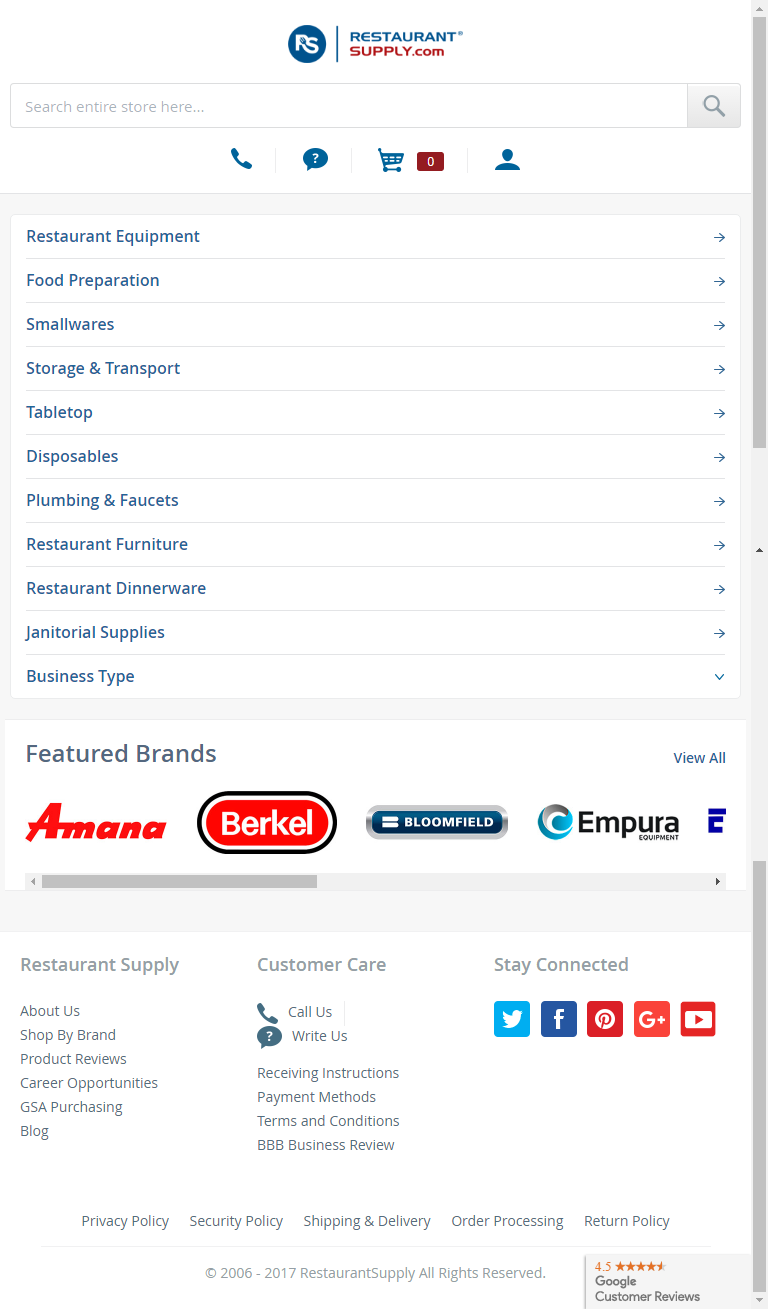 RS RESTAURANT®
SUPPLY.com
Search entire store here...
?
0
Restaurant Equipment
Food Preparation
Smallwares
Storage & Transport
Tabletop
Disposables
Plumbing & Faucets
Restaurant Furniture
Restaurant Dinnerware
Janitorial Supplies
Business Type
Featured Brands
View All
Amana
Berkel
BLOOMFIELD
Empura
EQUIPMENT
E
Restaurant Supply
About Us
Shop By Brand
Product Reviews
Career Opportunities
GSA Purchasing
Blog
Customer Care
Call Us
? Write Us
Receiving Instructions
Payment Methods
Terms and Conditions
BBB Business Review
Stay Connected
f G+
Privacy Policy Security Policy Shipping & Delivery Order Processing Return Policy
© 2006 - 2017 RestaurantSupply All Rights Reserved.
4.5 ★★★★★
Google
Customer Reviews